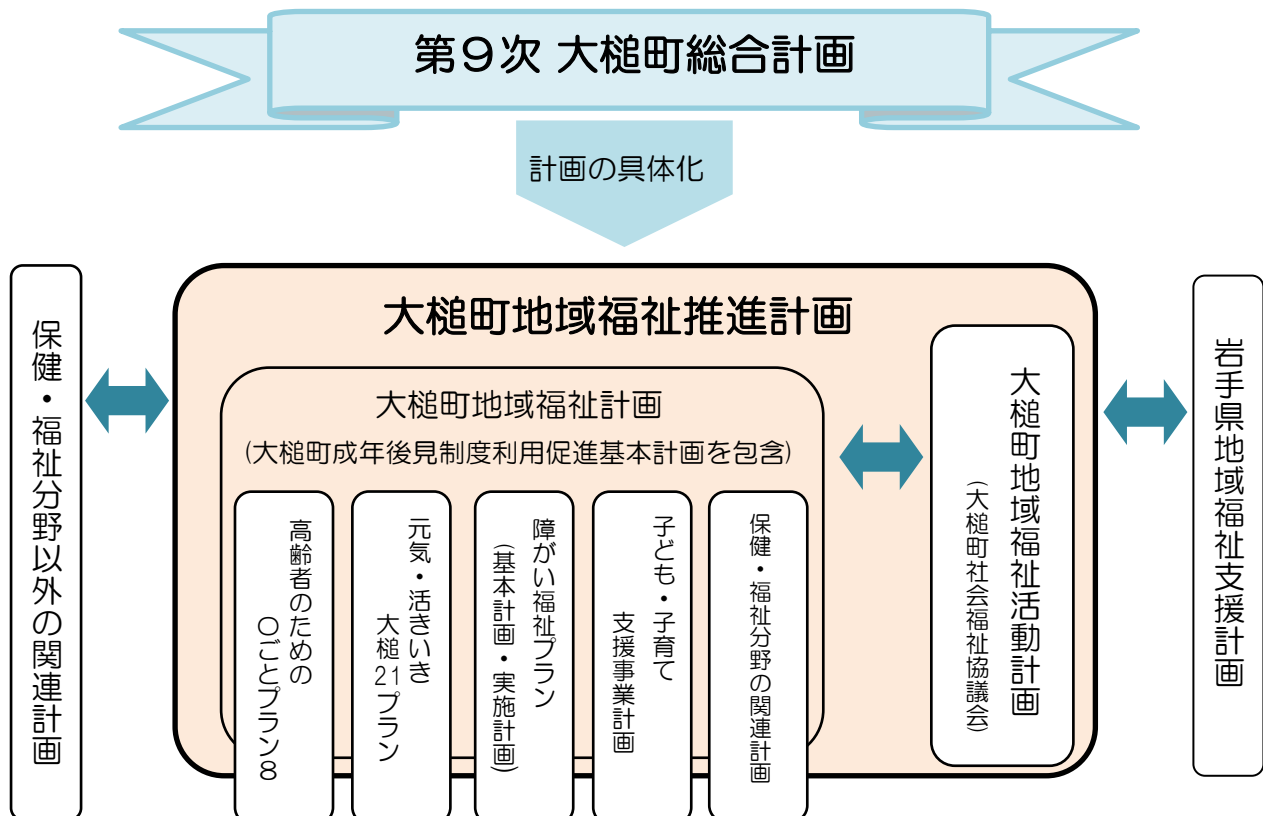 第９次 大槌町総合計画
計画の具体化
大槌町地域福祉推進計画
保健・福祉分野以外の関連計画
大槌町地域福祉計画
(大槌町成年後見制度利用促進基本計画を包含)
高齢者のための
〇ごとプラン８
元気・活きいき
大槌21プラン
障がい福祉プラン
(基本計画・実施計画)
子ども・子育て
支援事業計画
保健・福祉分野の関連計画
大槌町地域福祉活動計画
(大槌町社会福祉協議会)
岩手県地域福祉支援計画